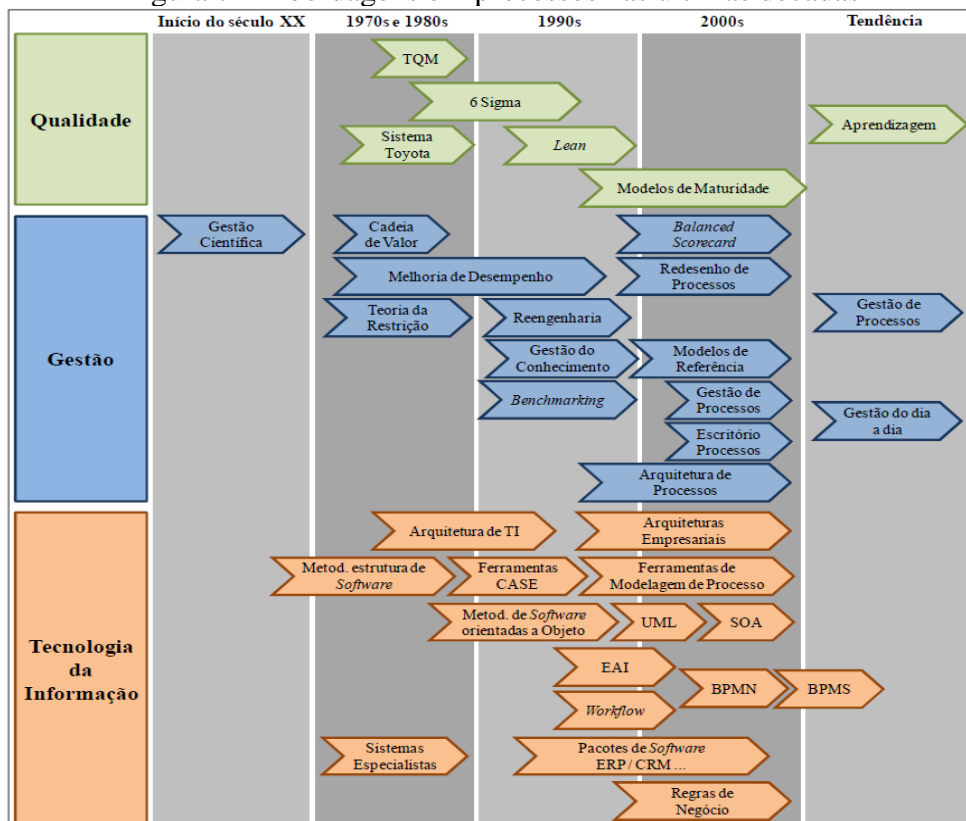 Início do século XX 1970s e 1980s 1990s 2000s Tendência
Qualidade
TQM
6 Sigma
Sistema
Toyota
Lean
Modelos de Maturidade
Aprendizagem
Gestão
Gestão
Científica
Cadeia
de Valor
Balanced
Scorecard
Melhoria de Desempenho
Redesenho de
Processos
Teoria da
Restrição
Reengenharia
Gestão de
Processos
Gestão do
Conhecimento
Modelos de
Referência
Benchmarking
Gestão de
Processos
Gestão do dia
a dia
Escritório
Processos
Arquitetura de
Processos
Tecnologia
da
Informação
Arquitetura de TI
Arquiteturas
Empresariais
Metod. estrutura de
Software
Ferramentas
CASE
Ferramentas de
Modelagem de Processo
Metod. de Software
orientadas a Objeto
UML
SOA
EAI
BPMN
BPMS
Workflow
Sistemas
Especialistas
Pacotes de Software
ERP / CRM ...
Regras de
Negócio